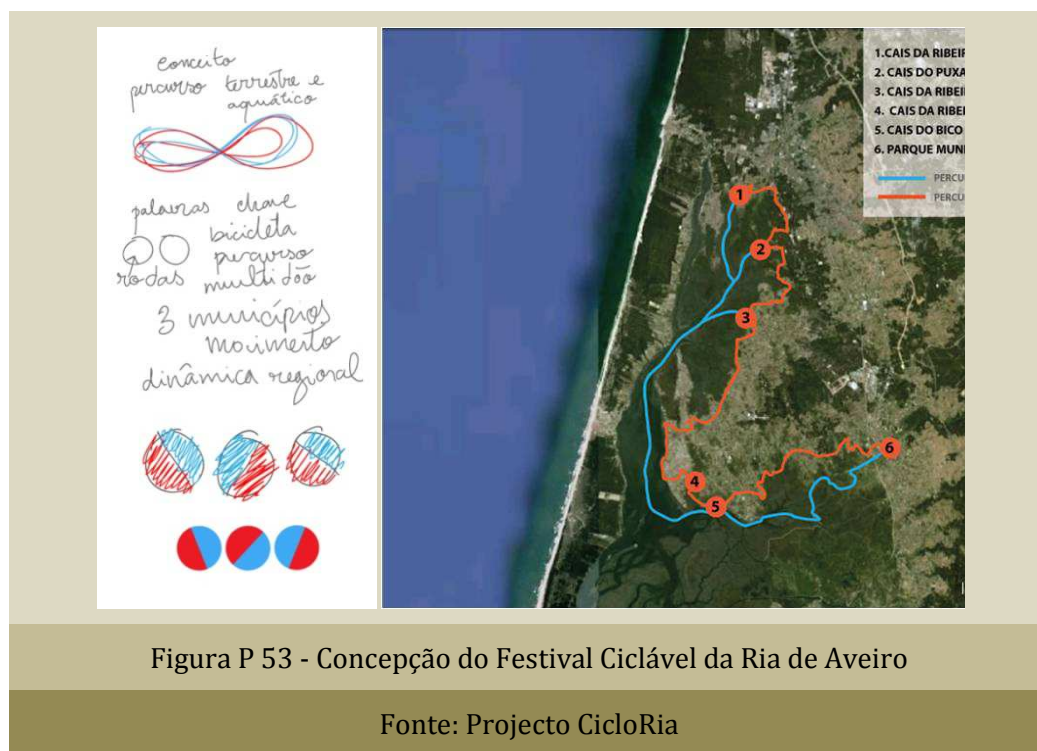 conceito
percurso terrestre e
aquático
palavras chave
bicicleta
percurso
rodas multidão
3 municípios
movimento
dinâmica regional
1.CAIS DA RIBEIR
2. CAIS DO PUXA
3. CAIS DA RIBEI
4. CAIS DA RIBEI
5. CAIS DO BICO
6. PARQUE MUNI
PERCU
PERCU
1
2
3
4
5
6
Figura P 53 - Concepção do Festival Ciclável da Ria de Aveiro
Fonte: Projecto CicloRia